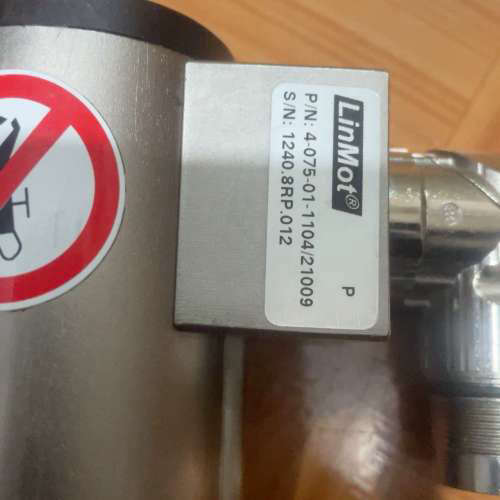 LinMot®
P/N: 4-075-01-1104/21009
S/N: 1240.8RP.012
P